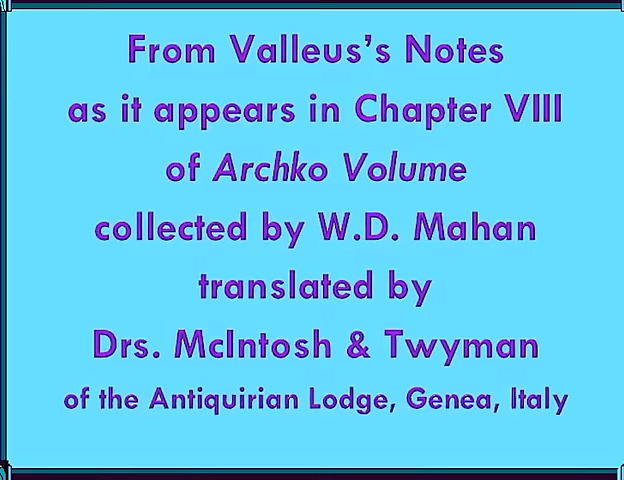 From Valleus’s Notes
as it appears in Chapter VIII
of Archko Volume
collected by W.D. Mahan
translated by
Drs. McIntosh & Twyman
of the Antiquirian Lodge, Genea, Italy